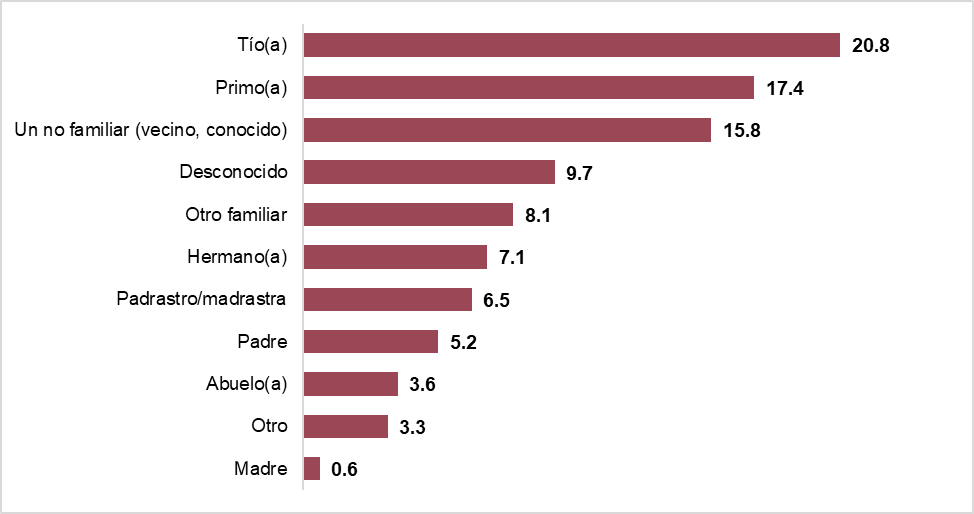 Tío(a) 20.8
Primo(a) 17.4
Un no familiar (vecino, conocido) 15.8
Desconocido 9.7
Otro familiar 8.1
Hermano(a) 7.1
Padrastro/madrastra 6.5
Padre 5.2
Abuelo(a) 3.6
Otro 3.3
Madre 0.6